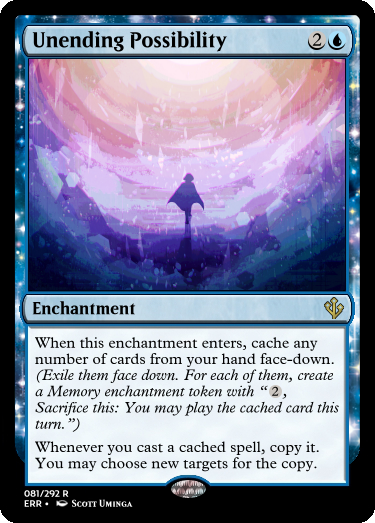 Unending Possibility 2
Enchantment
When this enchantment enters, cache any
number of cards from your hand face-down.
(Exile them face down. For each of them, create
a Memory enchantment token with “2,
Sacrifice this: You may play the cached card this
turn.”)
Whenever you cast a cached spell, copy it.
You may choose new targets for the copy.
081/292 R
ERR • Scott Uminga